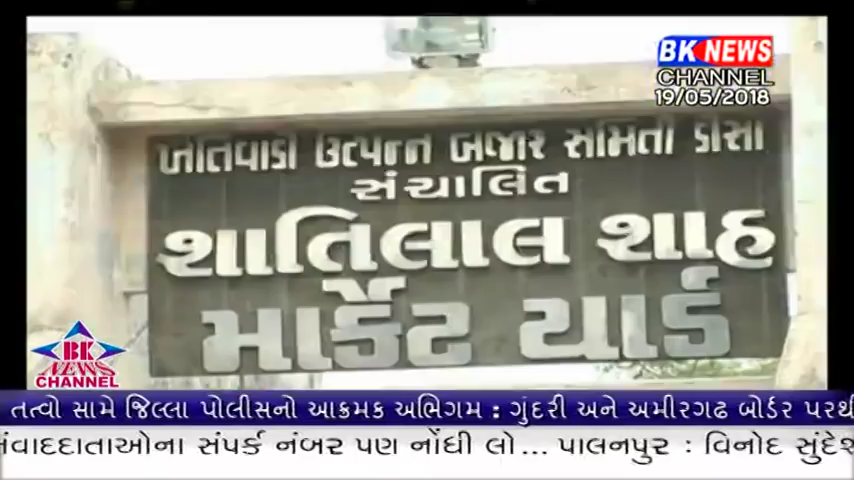 BK NEWS
CHANNEL
19/05/2018
ખેતિવાડી ઉત્પન્ન બજાર સમિતી ડીસા
સંચાલિત
શાતિલાલ શાહ
માર્કેટ યાર્ડ
BK
NEWS
CHANNEL
તત્વો સામે જિલ્લા પોલીસનો આક્રમક અભિગમ : ગુંદરી અને અમીરગઢ બોર્ડર પરથી
સંવાદદાતાઓના સંપર્ક નંબર પણ નોંધી લો... પાલનપુર : વિનોદ સુંદેશ